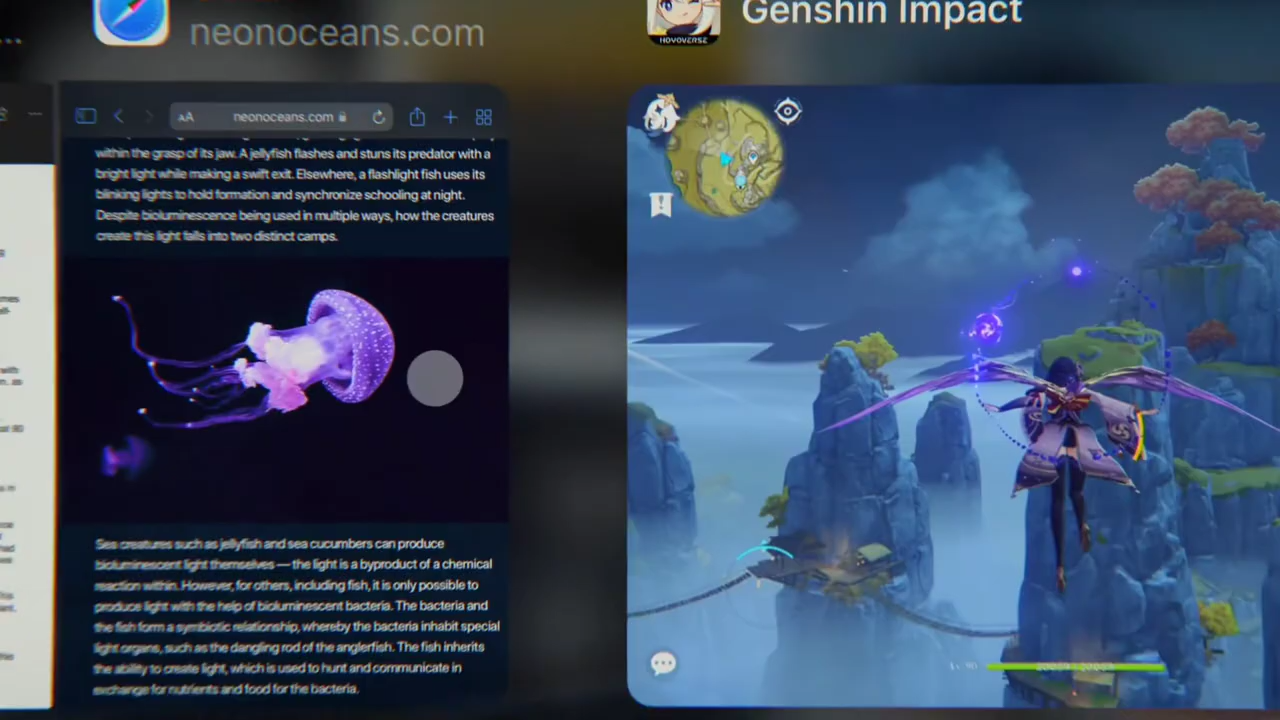 neonoceans.com
Genshin Impact
HOYOVERSE
AA
neonoceans.com
within the grasp of its jaw. A jellyfish flashes and stuns its predator with a
bright light while making a swift exit. Elsewhere, a flashlight fish uses its
blinking lights to hold formation and synchronize schooling at night.
Despite bioluminescence being used in multiple ways, how the creatures
create this light falls into two distinct camps.
Sea creatures such as jellyfish and sea cucumbers can produce
bioluminescent light themselves — the light is a byproduct of a chemical
reaction within. However, for others, including fish, it is only possible to
produce light with the help of bioluminescent bacteria. The bacteria and
the fish form a symbiotic relationship, whereby the bacteria inhabit special
light organs, such as the dangling rod of the anglerfish. The fish inherits
the ability to create light, which is used to hunt and communicate in
exchange for nutrients and food for the bacteria.